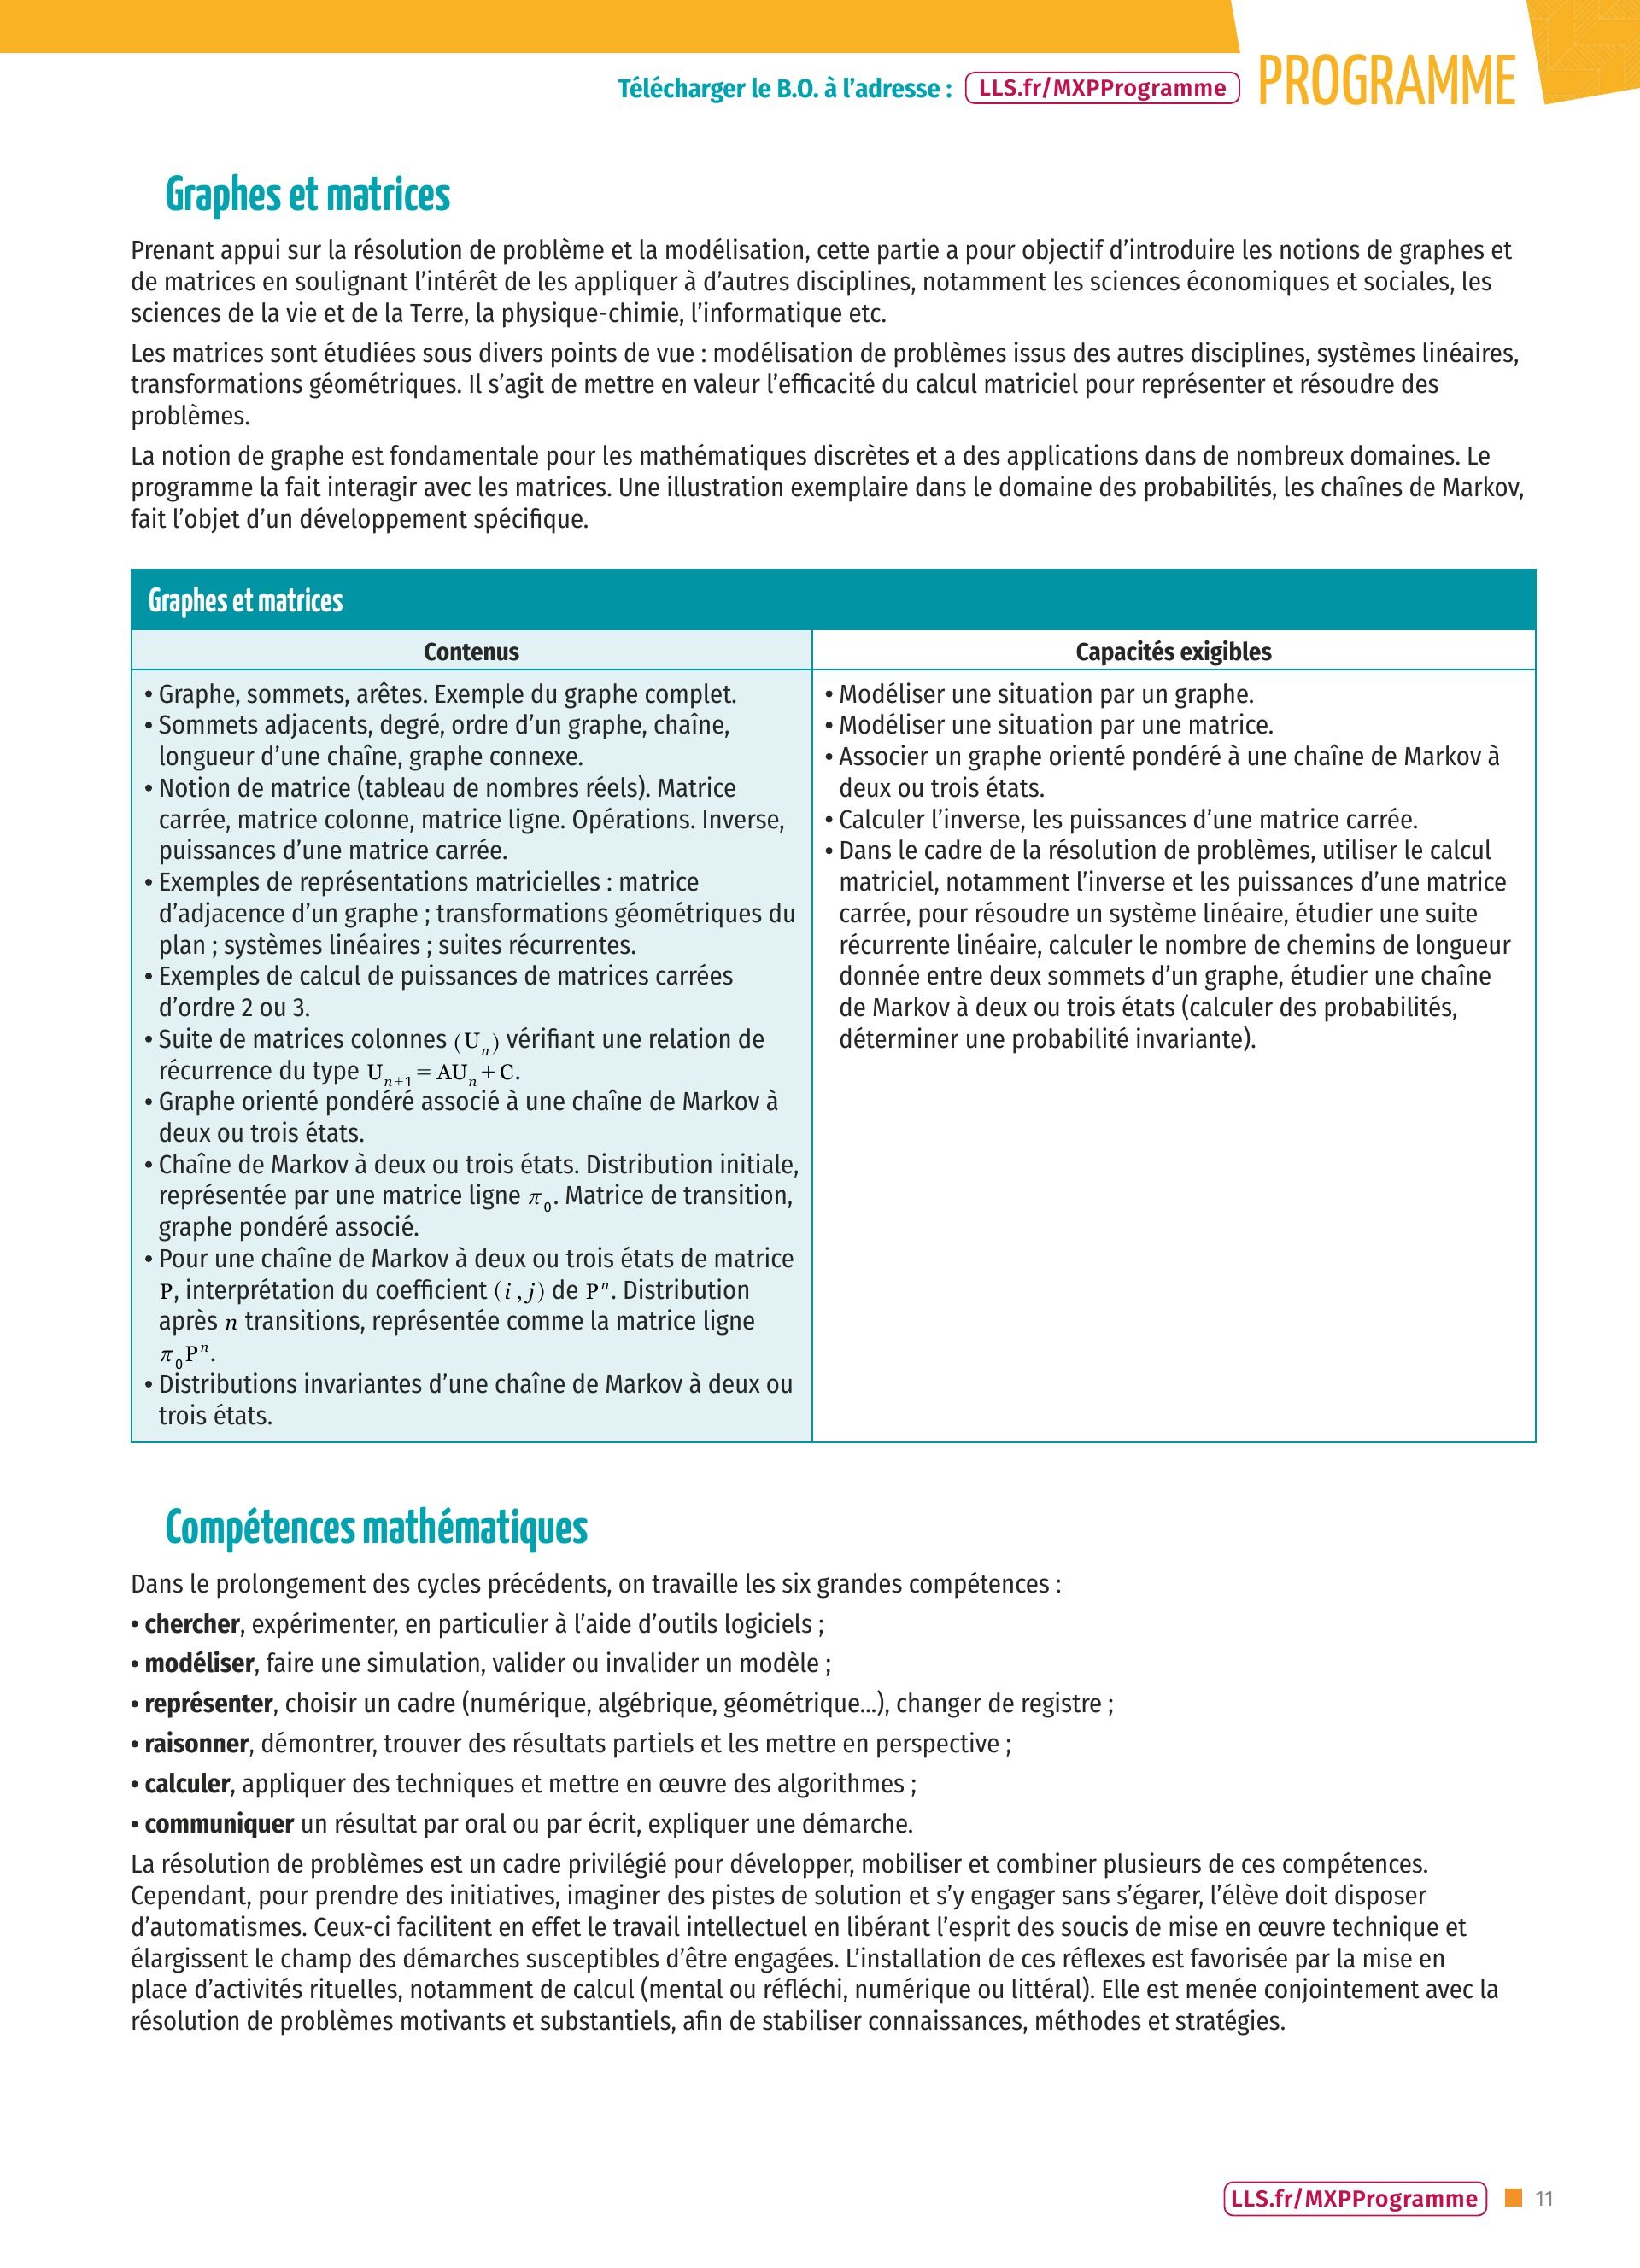 Télécharger le B.O. à l'adresse : LLS.fr/MXPProgramme PROGRAMME
Graphes et matrices
Prenant appui sur la résolution de problème et la modélisation, cette partie a pour objectif d'introduire les notions de graphes et
de matrices en soulignant l'intérêt de les appliquer à d'autres disciplines, notamment les sciences économiques et sociales, les
sciences de la vie et de la Terre, la physique-chimie, l'informatique etc.
Les matrices sont étudiées sous divers points de vue : modélisation de problèmes issus des autres disciplines, systèmes linéaires,
transformations géométriques. Il s'agit de mettre en valeur l'efficacité du calcul matriciel pour représenter et résoudre des
problèmes.
La notion de graphe est fondamentale pour les mathématiques discrètes et a des applications dans de nombreux domaines. Le
programme la fait interagir avec les matrices. Une illustration exemplaire dans le domaine des probabilités, les chaînes de Markov,
fait l'objet d'un développement spécifique.
Graphes et matrices
Contenus
• Graphe, sommets, arêtes. Exemple du graphe complet.
• Sommets adjacents, degré, ordre d'un graphe, chaîne,
longueur d'une chaîne, graphe connexe.
• Notion de matrice (tableau de nombres réels). Matrice
carrée, matrice colonne, matrice ligne. Opérations. Inverse,
puissances d'une matrice carrée.
• Exemples de représentations matricielles : matrice
d'adjacence d'un graphe ; transformations géométriques du
plan ; systèmes linéaires ; suites récurrentes.
• Exemples de calcul de puissances de matrices carrées
d'ordre 2 ou 3.
• Suite de matrices colonnes (Uₙ) vérifiant une relation de
récurrence du type Uₙ₊₁ = AUₙ + C.
• Graphe orienté pondéré associé à une chaîne de Markov à
deux ou trois états.
• Chaîne de Markov à deux ou trois états. Distribution initiale,
représentée par une matrice ligne π₀. Matrice de transition,
graphe pondéré associé.
• Pour une chaîne de Markov à deux ou trois états de matrice
P, interprétation du coefficient (i, j) de Pⁿ. Distribution
après n transitions, représentée comme la matrice ligne
π₀Pⁿ.
• Distributions invariantes d'une chaîne de Markov à deux ou
trois états.
Capacités exigibles
• Modéliser une situation par un graphe.
• Modéliser une situation par une matrice.
• Associer un graphe orienté pondéré à une chaîne de Markov à
deux ou trois états.
• Calculer l'inverse, les puissances d'une matrice carrée.
• Dans le cadre de la résolution de problèmes, utiliser le calcul
matriciel, notamment l'inverse et les puissances d'une matrice
carrée, pour résoudre un système linéaire, étudier une suite
récurrente linéaire, calculer le nombre de chemins de longueur
donnée entre deux sommets d'un graphe, étudier une chaîne
de Markov à deux ou trois états (calculer des probabilités,
déterminer une probabilité invariante).
Compétences mathématiques
Dans le prolongement des cycles précédents, on travaille les six grandes compétences :
• chercher, expérimenter, en particulier à l'aide d'outils logiciels ;
• modéliser, faire une simulation, valider ou invalider un modèle ;
• représenter, choisir un cadre (numérique, algébrique, géométrique...), changer de registre ;
• raisonner, démontrer, trouver des résultats partiels et les mettre en perspective ;
• calculer, appliquer des techniques et mettre en œuvre des algorithmes ;
• communiquer un résultat par oral ou par écrit, expliquer une démarche.
La résolution de problèmes est un cadre privilégié pour développer, mobiliser et combiner plusieurs de ces compétences.
Cependant, pour prendre des initiatives, imaginer des pistes de solution et s'y engager sans s'égarer, l'élève doit disposer
d'automatismes. Ceux-ci facilitent en effet le travail intellectuel en libérant l'esprit des soucis de mise en œuvre technique et
élargissent le champ des démarches susceptibles d'être engagées. L'installation de ces réflexes est favorisée par la mise en
place d'activités rituelles, notamment de calcul (mental ou réfléchi, numérique ou littéral). Elle est menée conjointement avec la
résolution de problèmes motivants et substantiels, afin de stabiliser connaissances, méthodes et stratégies.
LLS.fr/MXPProgramme 11